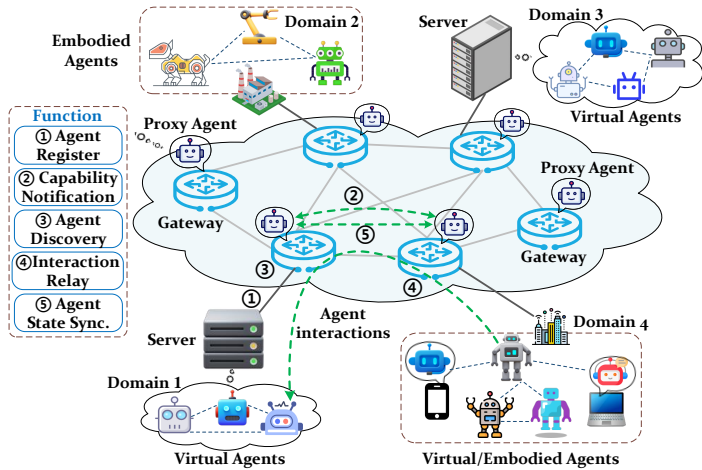 Domain 2
Embodied
Agents
Server
Domain 3
Virtual Agents
Function
① Agent
Register
② Capability
Notification
③ Agent
Discovery
④Interaction
Relay
⑤ Agent
State Sync.
Proxy Agent
Gateway
Proxy Agent
Gateway
②
⑤
③
④
①
Agent
interactions
Server
Domain 1
Virtual Agents
Domain 4
Virtual/Embodied Agents